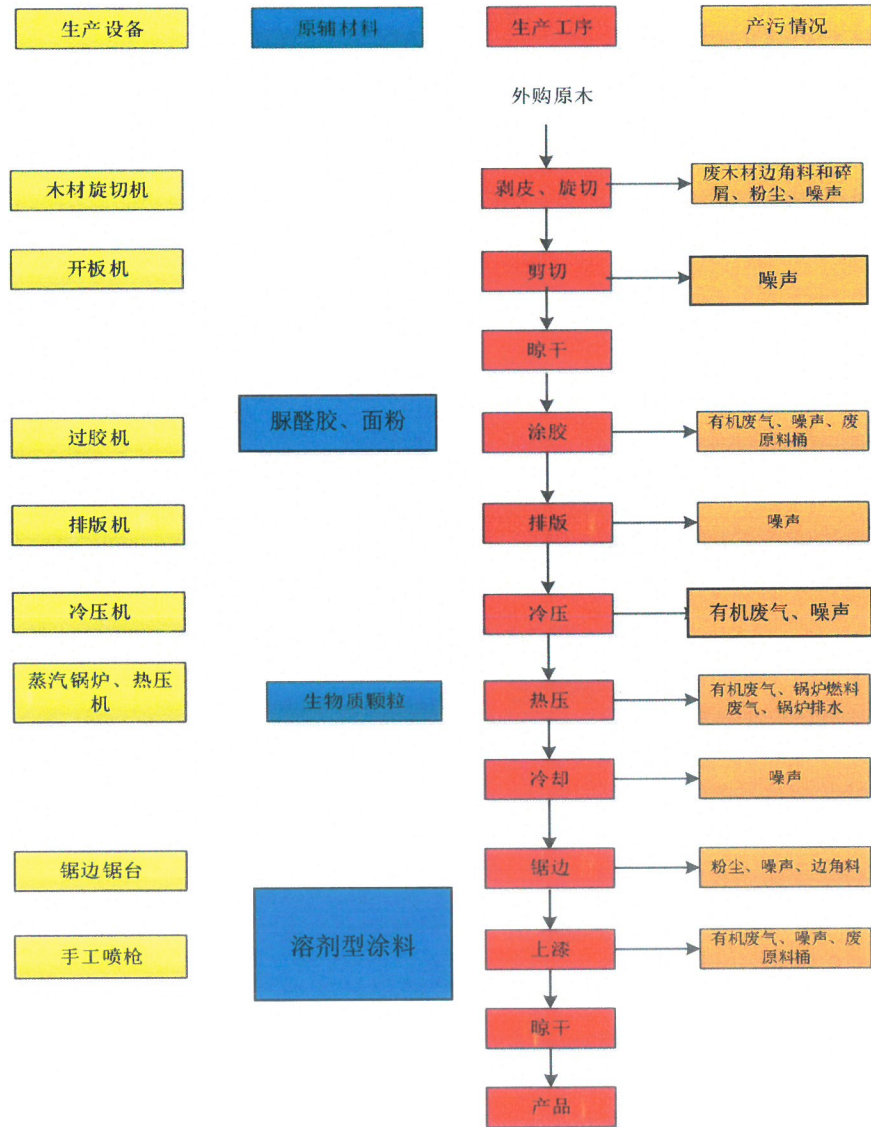 生产设备
原辅材料
生产工序
产污情况
外购原木
木材旋切机
剥皮、旋切
废木材边角料和碎
屑、粉尘、噪声
开板机
剪切
噪声
晾干
过胶机
脲醛胶、面粉
涂胶
有机废气、噪声、废
原料桶
排版机
排版
噪声
冷压机
冷压
有机废气、噪声
蒸汽锅炉、热压
机
生物质颗粒
热压
有机废气、锅炉燃料
废气、锅炉排水
冷却
噪声
锯边锯台
锯边
粉尘、噪声、边角料
手工喷枪
溶剂型涂料
上漆
有机废气、噪声、废
原料桶
晾干
产品